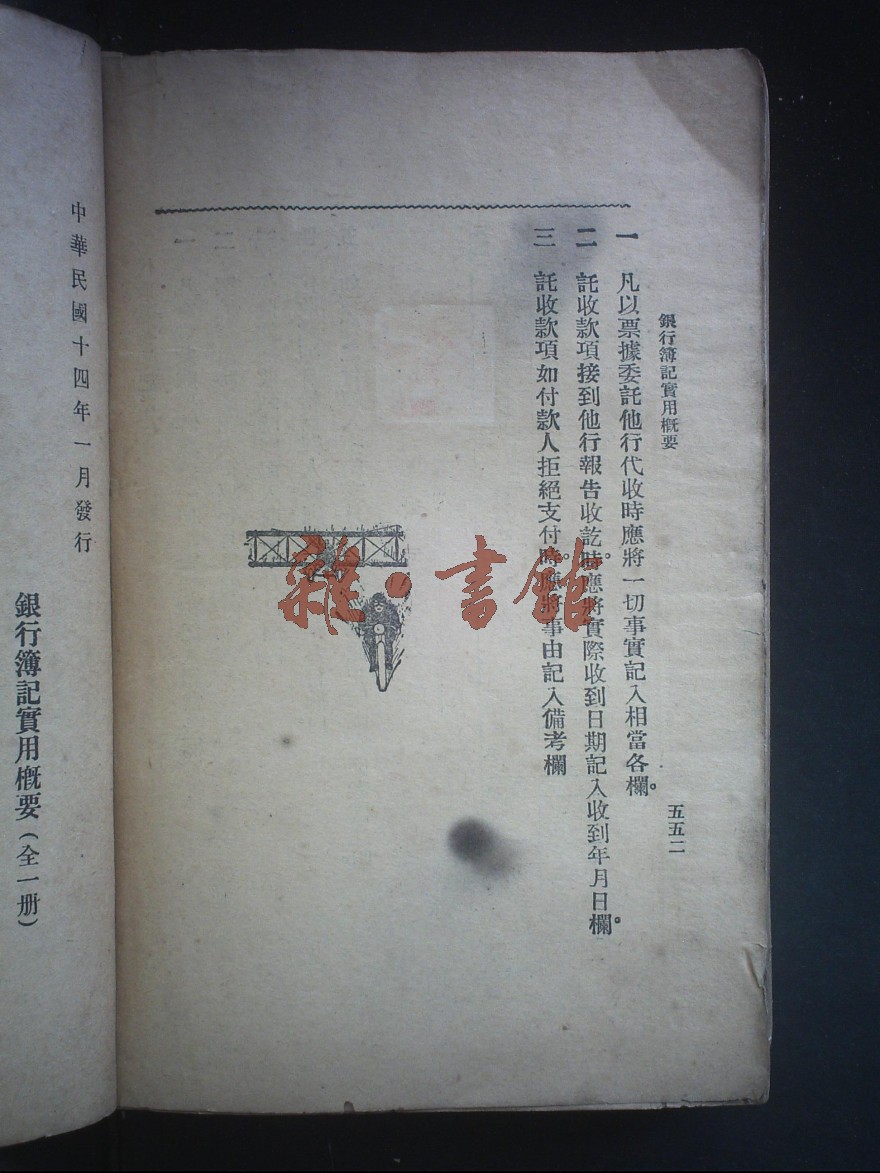 銀行簿記實用概要
五五二
一 凡以票據委託他行代收時應將一切事實記入相當各欄。
二 託收款項接到他行報告收訖時。應將實際收到日期記入收到年月日欄。
三 託收款項如付款人拒絕支付時。應將事由記入備考欄
雜·書館
中華民國十四年一月發行
銀行簿記實用概要(全一册)